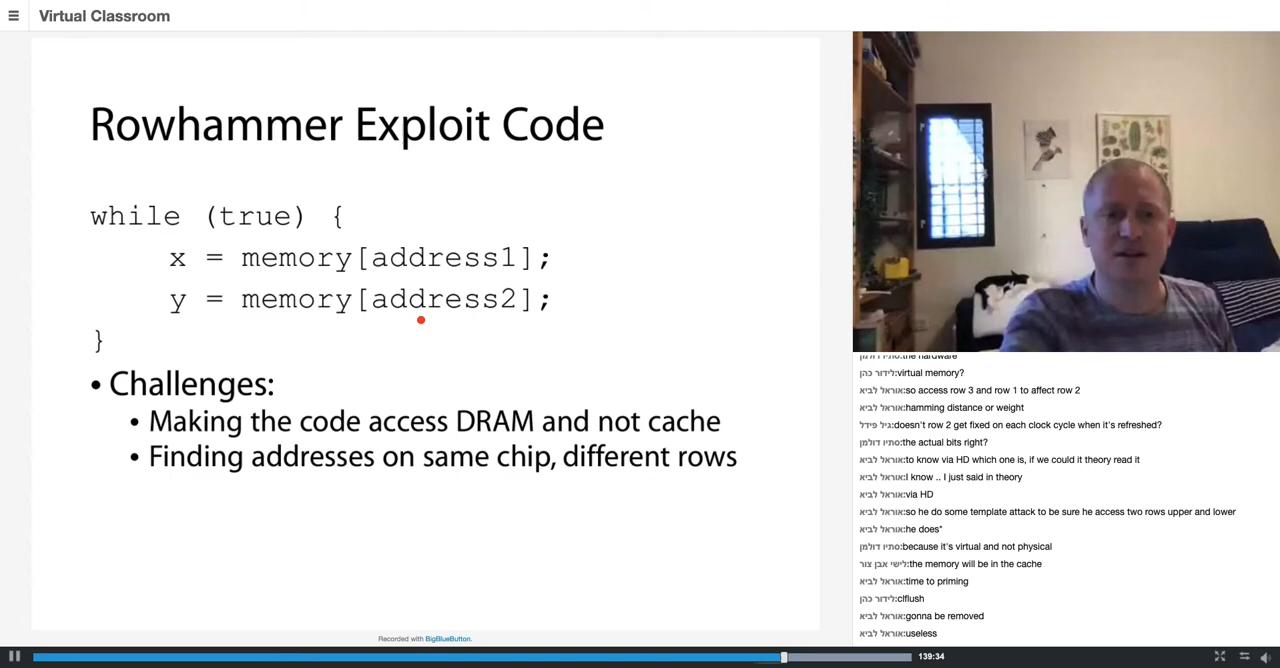 Virtual Classroom
Rowhammer Exploit Code
while (true) {
x = memory[address1];
y = memory[address2];
}
• Challenges:
• Making the code access DRAM and not cache
• Finding addresses on same chip, different rows
Recorded with BigBlueButton.
סתיו דולמן:the hardware
לידור כהן:virtual memory?
אוראל לביא:so access row 3 and row 1 to affect row 2
אוראל לביא:hamming distance or weight
גיל פידל:doesn't row 2 get fixed on each clock cycle when it's refreshed?
סתיו דולמן:the actual bits right?
אוראל לביא:to know via HD which one is, if we could it theory read it
אוראל לביא:I know .. I just said in theory
אוראל לביא:via HD
אוראל לביא:so he do some template attack to be sure he access two rows upper and lower
אוראל לביא:he does*
סתיו דולמן:because it's virtual and not physical
לישי אבן צור:the memory will be in the cache
אוראל לביא:time to priming
לידור כהן:clflush
אוראל לביא:gonna be removed
אוראל לביא:useless
139:34